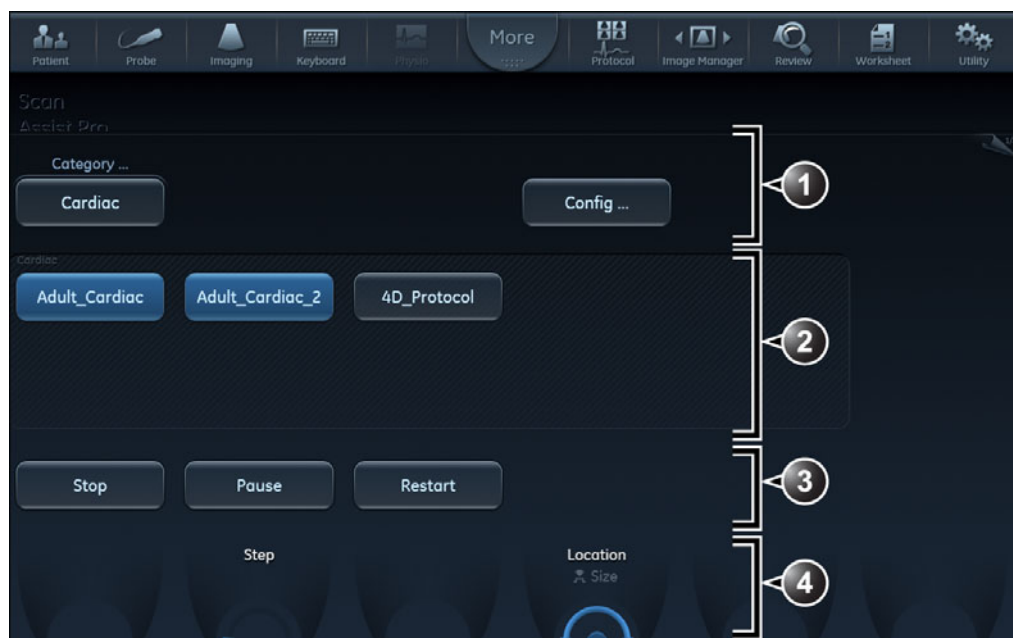 More
Patient
Probe
Imaging
Keyboard
Physio
Protocol
Image Manager
Review
Worksheet
Utility
Scan
Assist Pro
Category ...
Cardiac
Config ...
1
Cardiac
Adult_Cardiac
Adult_Cardiac_2
4D_Protocol
2
Stop
Pause
Restart
3
Step
Location
Size
4